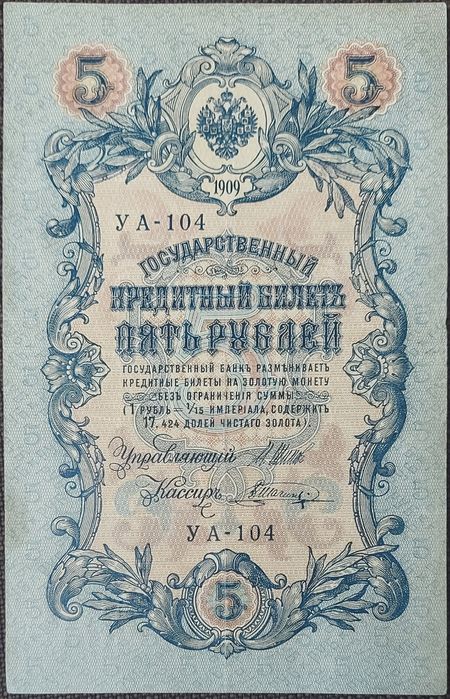 5 5
1909
УА-104
ГОСУДАРСТВЕННЫЙ
КРЕДИТНЫЙ БИЛЕТЪ
ПЯТЬ РУБЛЕЙ
ГОСУДАРСТВЕННЫЙ БАНКЪ РАЗМѢНИВАЕТЪ
КРЕДИТНЫЕ БИЛЕТЫ НА ЗОЛОТУЮ МОНЕТУ
БЕЗЪ ОГРАНИЧЕНІЯ СУММЫ
(1 РУБЛЬ = 1/15 ИМПЕРІАЛА, СОДЕРЖИТЪ
17,424 ДОЛЕЙ ЧИСТАГО ЗОЛОТА).
Управляющій
Кассиръ
УА-104
5